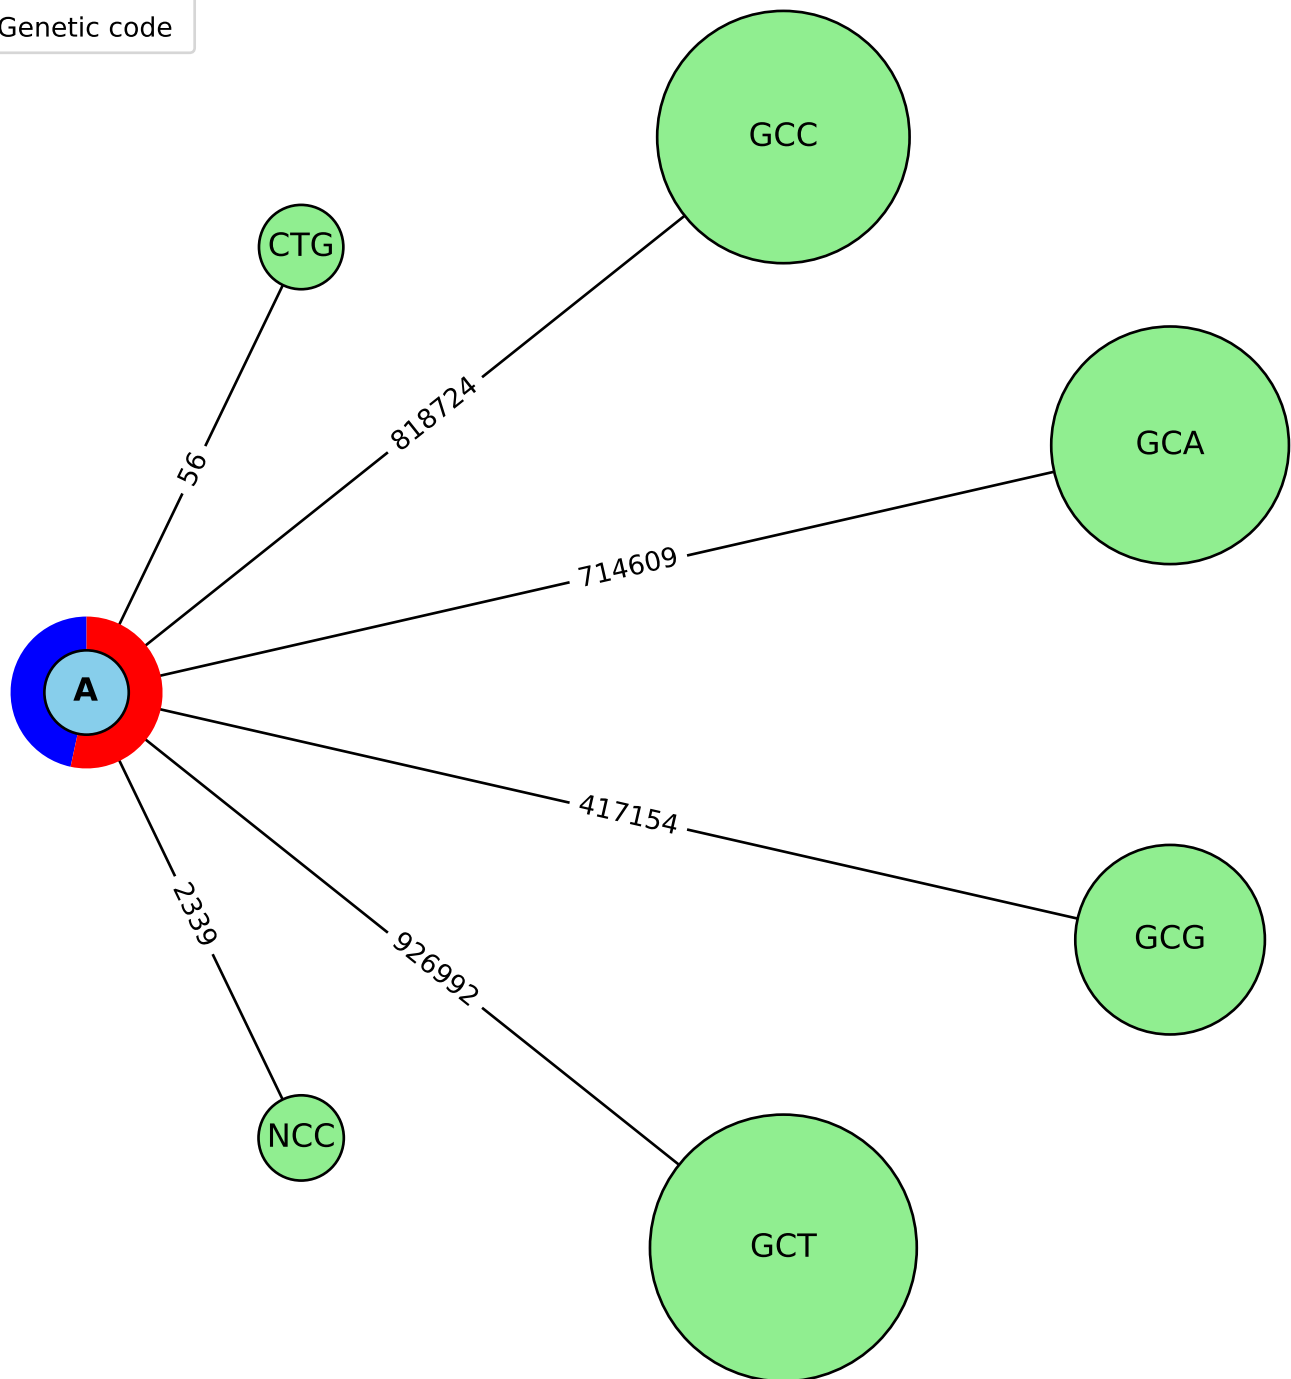 Genetic code
GCC
CTG
818724
GCA
56
714609
A
417154
2339
926992
GCG
NCC
GCT